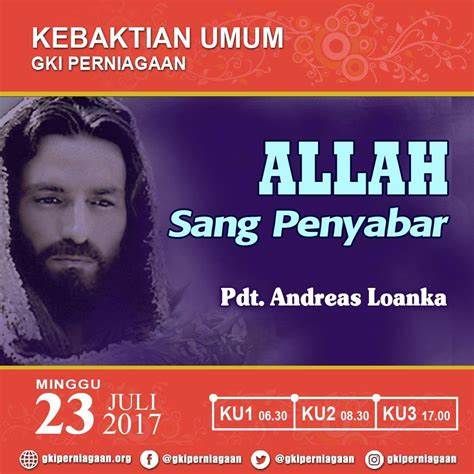 KEBAKTIAN UMUM
GKI PERNIAGAAN
ALLAH
Sang Penyabar
Pdt. Andreas Loanka
MINGGU
23 JULI 2017
KU1 06.30 KU2 08.30 KU3 17.00
gkiperniagaan.org @gkiperniagaan @gkiperniagaan gkiperniagaan